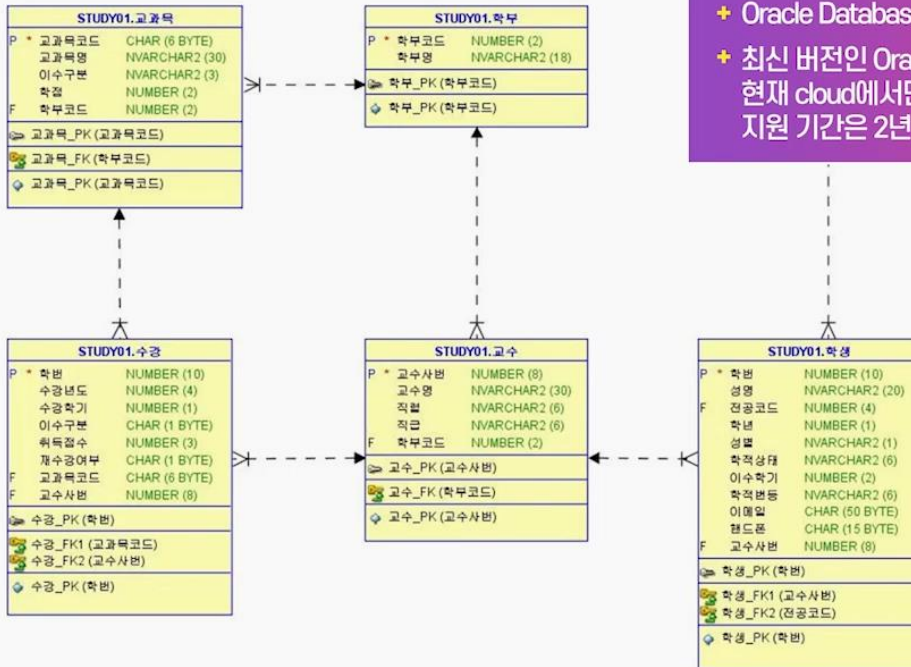 STUDY01.교과목
P * 교과목코드 CHAR (6 BYTE)
교과목명 NVARCHAR2 (30)
이수구분 NVARCHAR2 (3)
학점 NUMBER (2)
F 학부코드 NUMBER (2)
교과목_PK (교과목코드)
교과목_FK (학부코드)
교과목_PK (교과목코드)
STUDY01.학부
P * 학부코드 NUMBER (2)
학부명 NVARCHAR2 (18)
학부_PK (학부코드)
학부_PK (학부코드)
+ Oracle Databas
+ 최신 버전인 Ora
현재 cloud에서만
지원 기간은 2년
STUDY01.수강
P * 학번 NUMBER (10)
수강년도 NUMBER (4)
수강학기 NUMBER (1)
이수구분 CHAR (1 BYTE)
취득점수 NUMBER (3)
재수강여부 CHAR (1 BYTE)
F 교과목코드 CHAR (6 BYTE)
F 교수사번 NUMBER (8)
수강_PK (학번)
수강_FK1 (교과목코드)
수강_FK2 (교수사번)
수강_PK (학번)
STUDY01.교수
P * 교수사번 NUMBER (8)
교수명 NVARCHAR2 (30)
직렬 NVARCHAR2 (6)
직급 NVARCHAR2 (6)
F 학부코드 NUMBER (2)
교수_PK (교수사번)
교수_FK (학부코드)
교수_PK (교수사번)
STUDY01.학생
P * 학번 NUMBER (10)
성명 NVARCHAR2 (20)
F 전공코드 NUMBER (4)
학년 NUMBER (1)
성별 NVARCHAR2 (1)
학적상태 NVARCHAR2 (6)
이수학기 NUMBER (2)
학적변동 NVARCHAR2 (6)
이메일 CHAR (50 BYTE)
핸드폰 CHAR (15 BYTE)
F 교수사번 NUMBER (8)
학생_PK (학번)
학생_FK1 (교수사번)
학생_FK2 (전공코드)
학생_PK (학번)